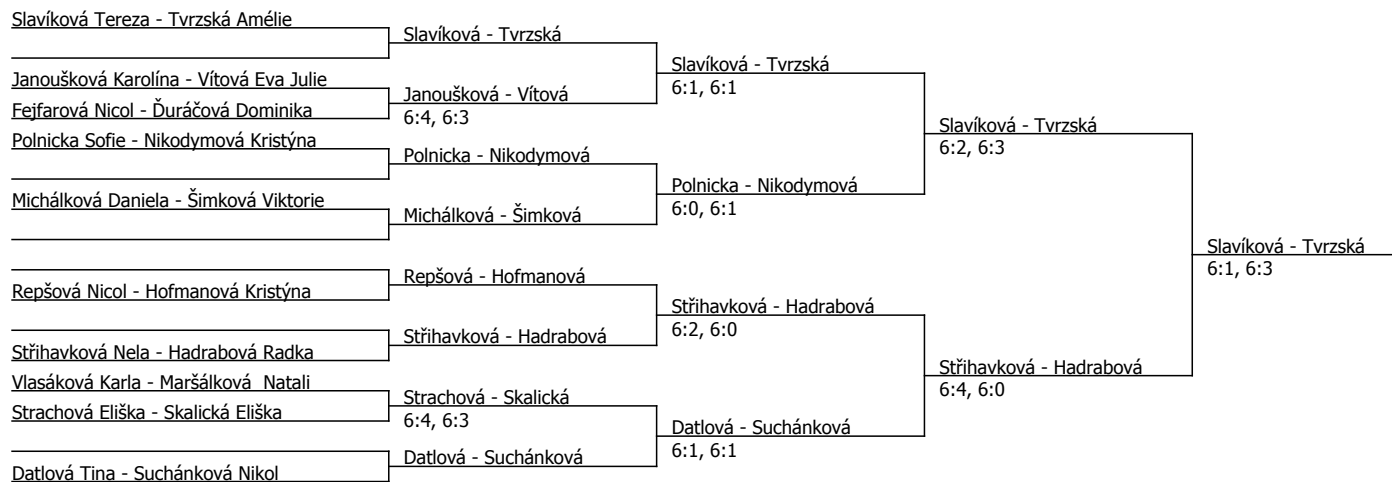 Slavíková Tereza - Tvrzská Amélie
Janoušková Karolína - Vítová Eva Julie
Fejfarová Nicol - Ďuráčová Dominika
Polnicka Sofie - Nikodymová Kristýna
Michálková Daniela - Šimková Viktorie
Repšová Nicol - Hofmanová Kristýna
Střihavková Nela - Hadrabová Radka
Vlasáková Karla - Maršálková  Natali
Strachová Eliška - Skalická Eliška
Datlová Tina - Suchánková Nikol
Slavíková - Tvrzská
Janoušková - Vítová
6:4, 6:3
Polnicka - Nikodymová
Michálková - Šimková
Repšová - Hofmanová
Střihavková - Hadrabová
Strachová - Skalická
6:4, 6:3
Datlová - Suchánková
Slavíková - Tvrzská
6:1, 6:1
Polnicka - Nikodymová
6:0, 6:1
Střihavková - Hadrabová
6:2, 6:0
Datlová - Suchánková
6:1, 6:1
Slavíková - Tvrzská
6:2, 6:3
Střihavková - Hadrabová
6:4, 6:0
Slavíková - Tvrzská
6:1, 6:3